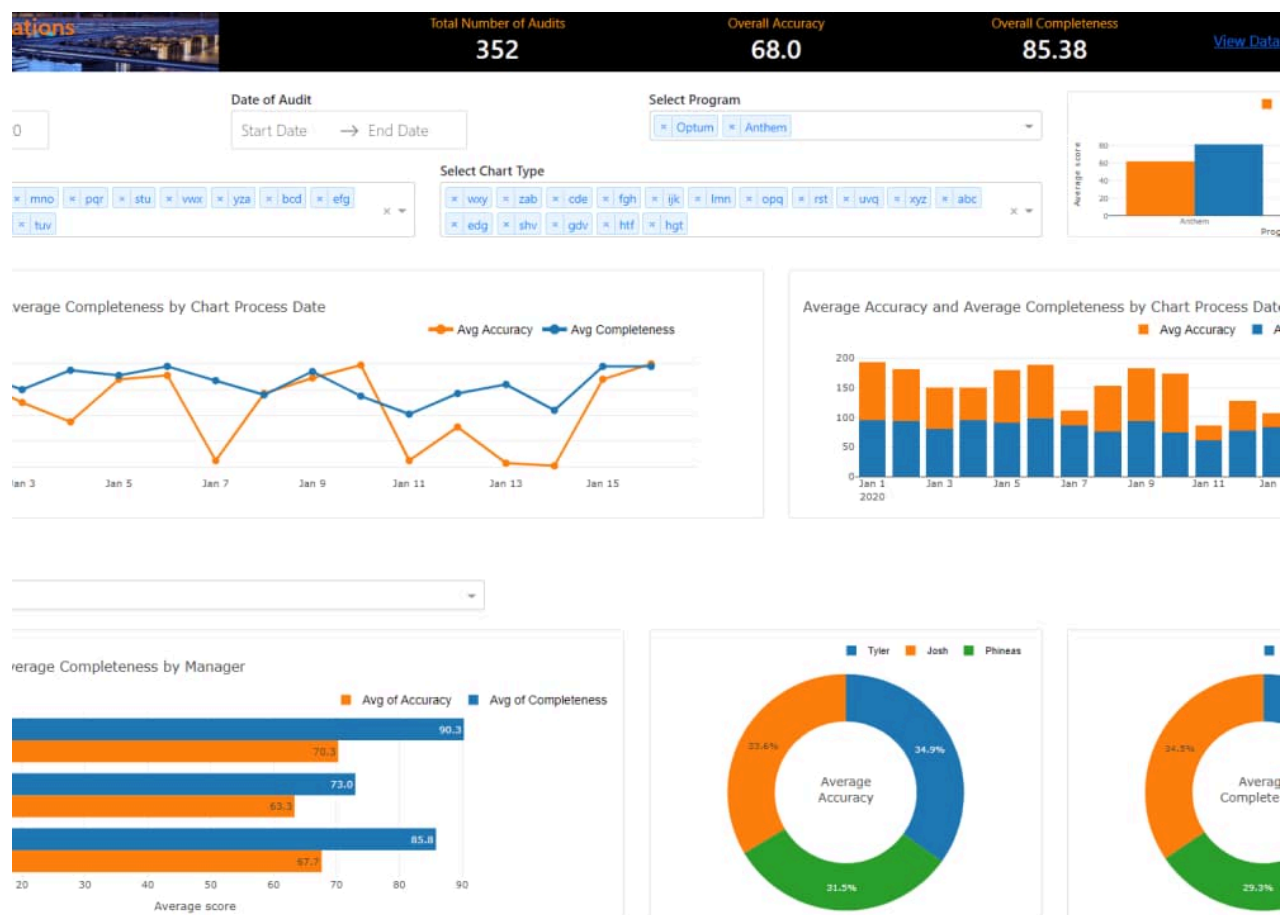 ations
Total Number of Audits
352
Overall Accuracy
68.0
Overall Completeness
85.38
View Data
Date of Audit
0
Start Date → End Date
Select Program
× Optum × Anthem
80
60
40
20
0
Average score
Anthem
Prog
× mno × pqr × stu × vwx × yza × bcd × efg
× tuv
Select Chart Type
× wxy × zab × cde × fgh × ijk × lmn × opq × rst × uvq × xyz × abc
× edg × shv × gdv × htf × hgt
verage Completeness by Chart Process Date
Avg Accuracy Avg Completeness
an 3 Jan 5 Jan 7 Jan 9 Jan 11 Jan 13 Jan 15
Average Accuracy and Average Completeness by Chart Process Date
Avg Accuracy A
200
150
100
50
0
Jan 1 Jan 3 Jan 5 Jan 7 Jan 9 Jan 11 Jan
2020
verage Completeness by Manager
Avg of Accuracy Avg of Completeness
90.3
70.3
73.0
63.3
85.8
67.7
20 30 40 50 60 70 80 90
Average score
Tyler Josh Phineas
33.6%
34.9%
31.5%
Average
Accuracy
34.5%
29.3%
Averag
Complete